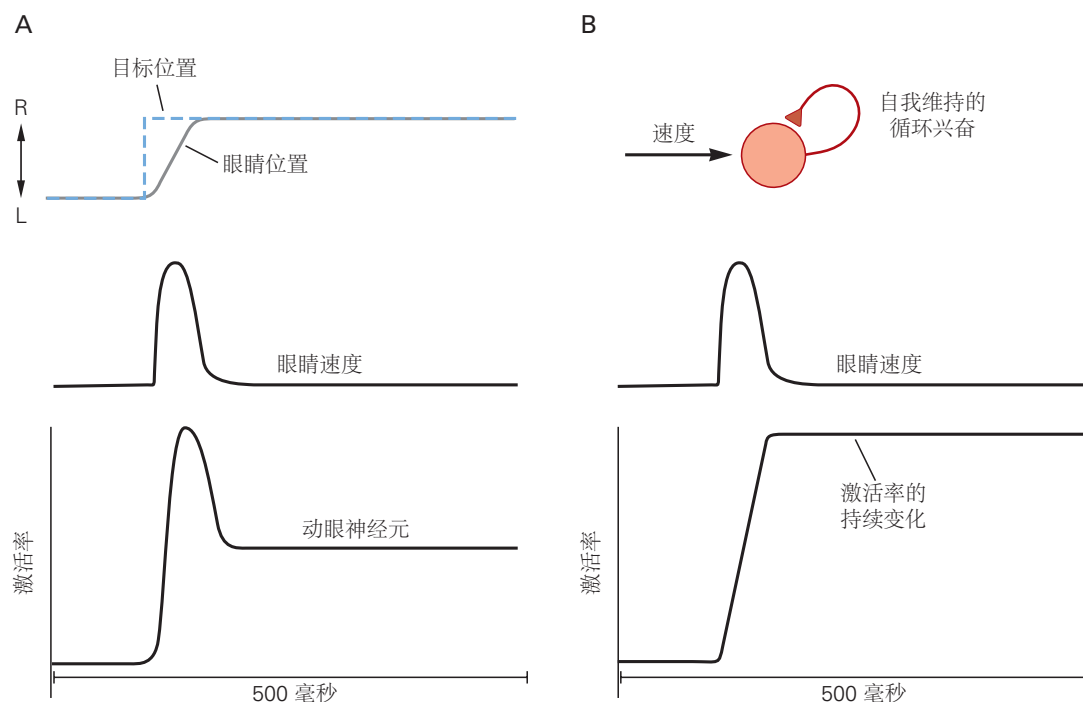 A
目标位置
R
眼睛位置
L
眼睛速度
动眼神经元
激活率
500 毫秒
B
自我维持的
循环兴奋
速度
眼睛速度
激活率的
持续变化
激活率
500 毫秒